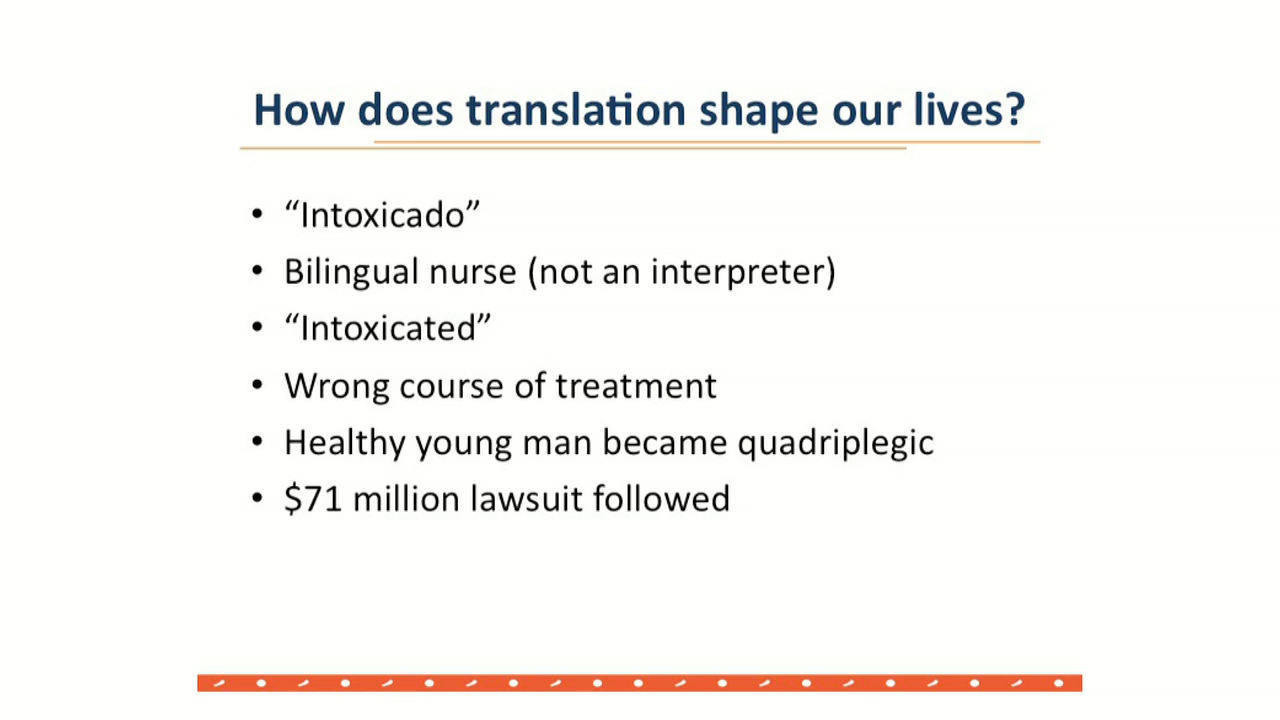 How does translation shape our lives?
• “Intoxicado”
• Bilingual nurse (not an interpreter)
• “Intoxicated”
• Wrong course of treatment
• Healthy young man became quadriplegic
• $71 million lawsuit followed